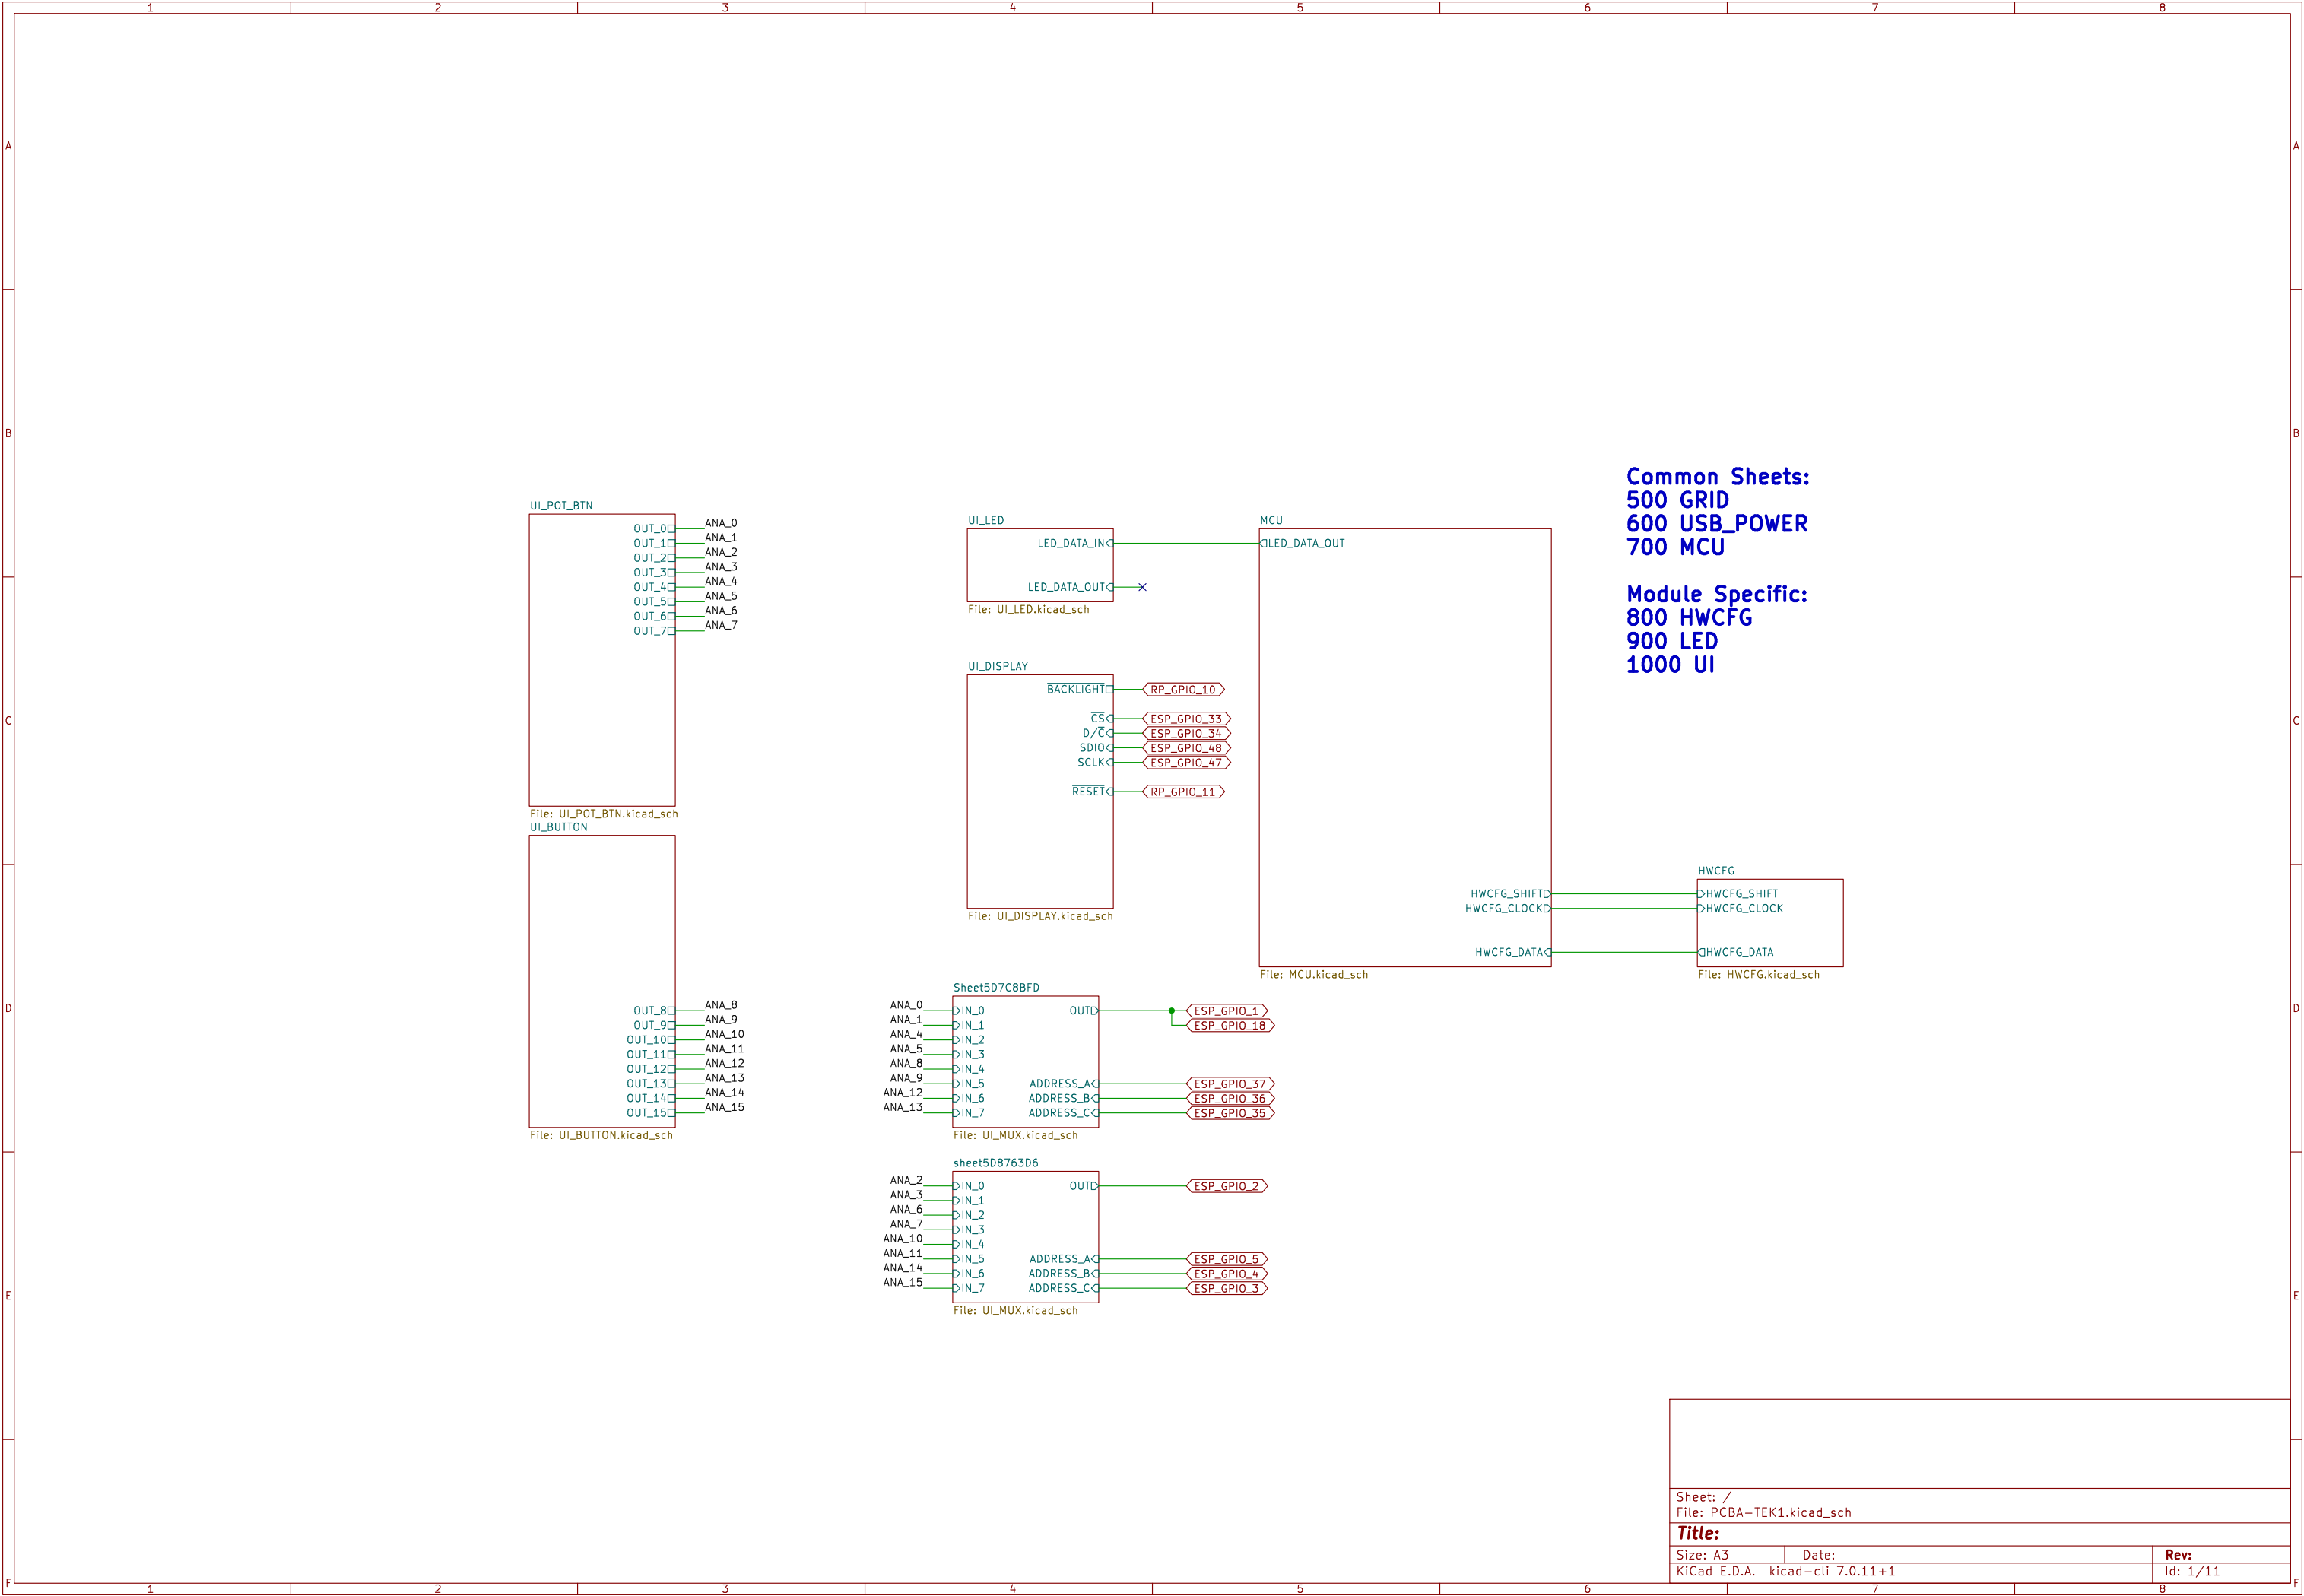 1 2 3 4 5 6 7 8
A A
B B
C C
D D
E E
F F
Common Sheets:
500 GRID
600 USB_POWER
700 MCU
Module Specific:
800 HWCFG
900 LED
1000 UI
UI_POT_BTN
OUT_0 ANA_0
OUT_1 ANA_1
OUT_2 ANA_2
OUT_3 ANA_3
OUT_4 ANA_4
OUT_5 ANA_5
OUT_6 ANA_6
OUT_7 ANA_7
File: UI_POT_BTN.kicad_sch
UI_BUTTON
OUT_8 ANA_8
OUT_9 ANA_9
OUT_10 ANA_10
OUT_11 ANA_11
OUT_12 ANA_12
OUT_13 ANA_13
OUT_14 ANA_14
OUT_15 ANA_15
File: UI_BUTTON.kicad_sch
UI_LED
LED_DATA_IN
LED_DATA_OUT
File: UI_LED.kicad_sch
UI_DISPLAY
BACKLIGHT RP_GPIO_10
CS ESP_GPIO_33
D/C ESP_GPIO_34
SDIO ESP_GPIO_48
SCLK ESP_GPIO_47
RESET RP_GPIO_11
File: UI_DISPLAY.kicad_sch
MCU
LED_DATA_OUT
HWCFG_SHIFT
HWCFG_CLOCK
HWCFG_DATA
File: MCU.kicad_sch
HWCFG
HWCFG_SHIFT
HWCFG_CLOCK
HWCFG_DATA
File: HWCFG.kicad_sch
Sheet5D7C8BFD
ANA_0 IN_0 OUT ESP_GPIO_1
ANA_1 IN_1 ESP_GPIO_18
ANA_4 IN_2
ANA_5 IN_3
ANA_8 IN_4
ANA_9 IN_5 ADDRESS_A ESP_GPIO_37
ANA_12 IN_6 ADDRESS_B ESP_GPIO_36
ANA_13 IN_7 ADDRESS_C ESP_GPIO_35
File: UI_MUX.kicad_sch
sheet5D8763D6
ANA_2 IN_0 OUT ESP_GPIO_2
ANA_3 IN_1
ANA_6 IN_2
ANA_7 IN_3
ANA_10 IN_4
ANA_11 IN_5 ADDRESS_A ESP_GPIO_5
ANA_14 IN_6 ADDRESS_B ESP_GPIO_4
ANA_15 IN_7 ADDRESS_C ESP_GPIO_3
File: UI_MUX.kicad_sch
Sheet: /
File: PCBA-TEK1.kicad_sch
Title:
Size: A3 Date: Rev:
KiCad E.D.A. kicad-cli 7.0.11+1 Id: 1/11
1 2 3 4 5 6 7 8